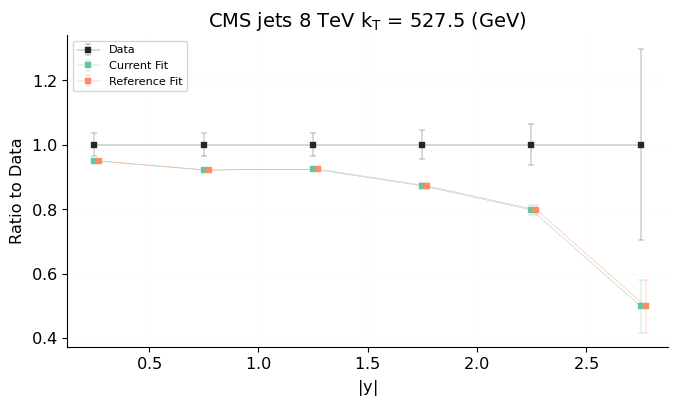 CMS jets 8 TeV k_T = 527.5 (GeV)
Data
Current Fit
Reference Fit
Ratio to Data
1.2
1.0
0.8
0.6
0.4
0.5 1.0 1.5 2.0 2.5
|y|